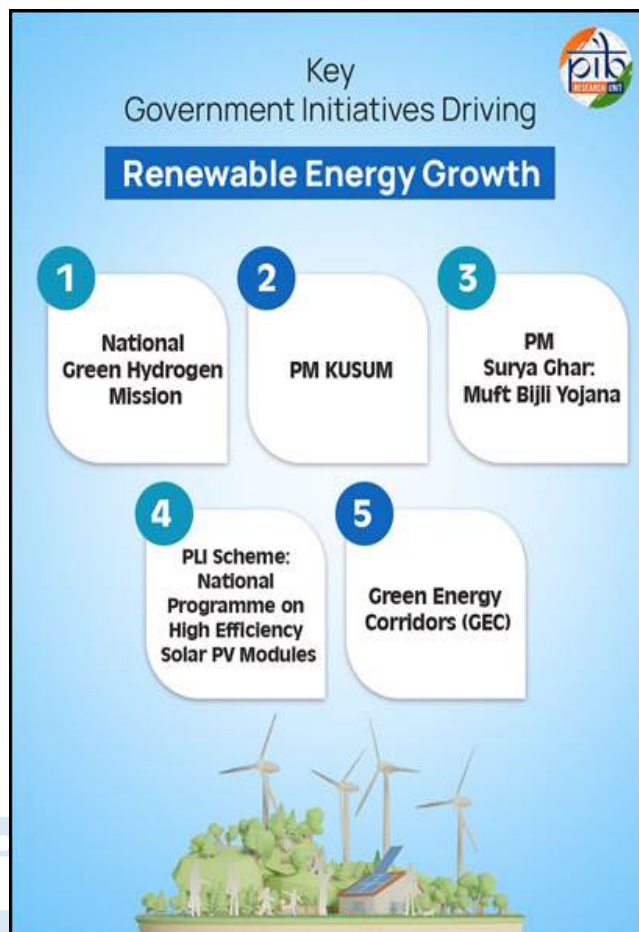 pib
RESEARCH UNIT
Key
Government Initiatives Driving
Renewable Energy Growth
1
National
Green Hydrogen
Mission
2
PM KUSUM
3
PM
Surya Ghar:
Muft Bijli Yojana
4
PLI Scheme:
National
Programme on
High Efficiency
Solar PV Modules
5
Green Energy
Corridors (GEC)